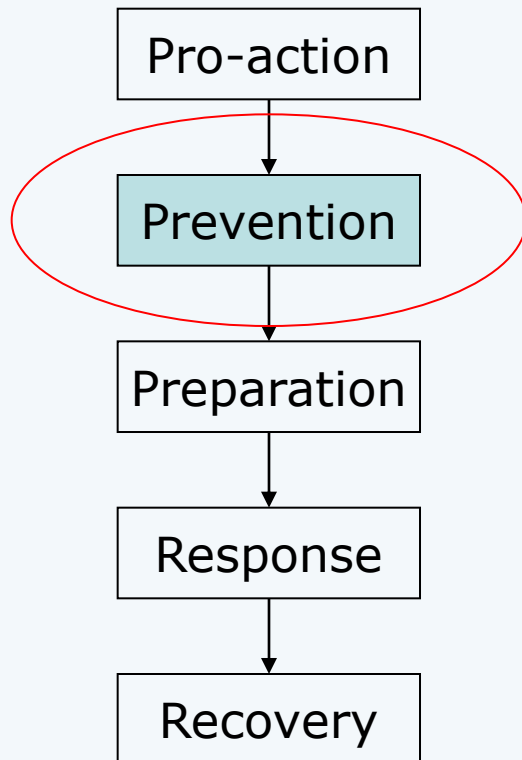 Pro-action
Prevention
Preparation
Response
Recovery